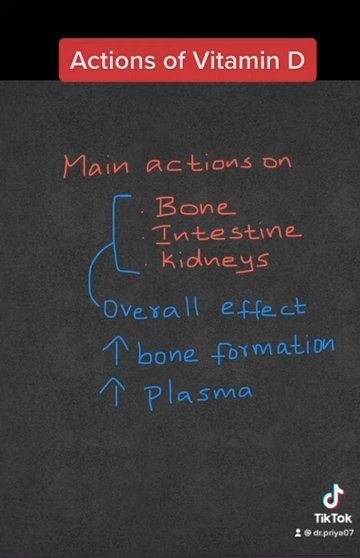 Actions of Vitamin D
Main actions on
. Bone
. Intestine
. Kidneys
Overall effect
↑ bone formation
↑ Plasma
TikTok
@ dr.priya07